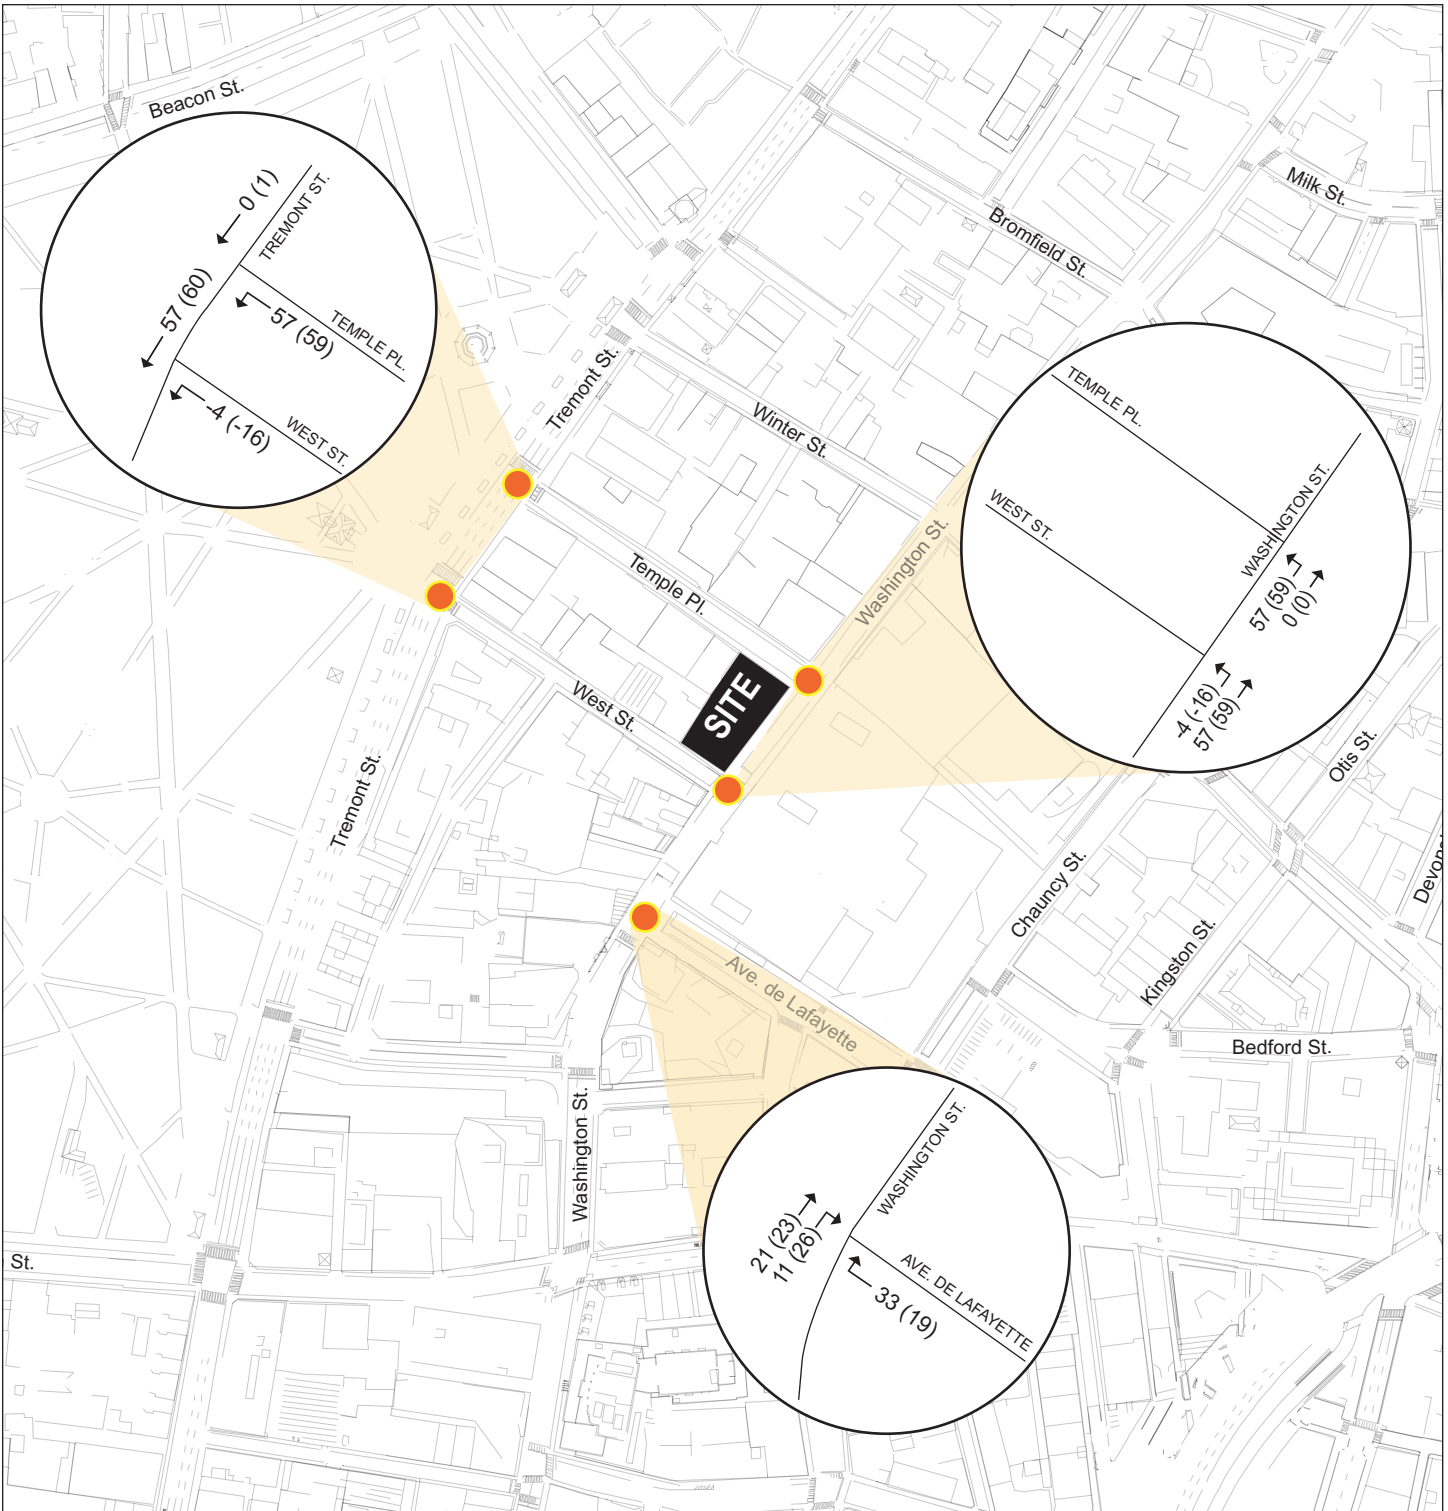 Beacon St.
Milk St.
Bromfield St.
0 (1)
TREMONT ST.
57 (60)
57 (59)
TEMPLE PL.
-4 (-16)
WEST ST.
Tremont St.
Winter St.
TEMPLE PL.
WEST ST.
WASHINGTON ST.
57 (59)
0 (0)
-4 (-16)
57 (59)
Washington St.
Temple Pl.
West St.
SITE
Tremont St.
Otis St.
Chauncy St.
Kingston St.
Ave. de Lafayette
Bedford St.
Washington St.
WASHINGTON ST.
21 (23)
11 (26)
AVE. DE LAFAYETTE
33 (19)
St.